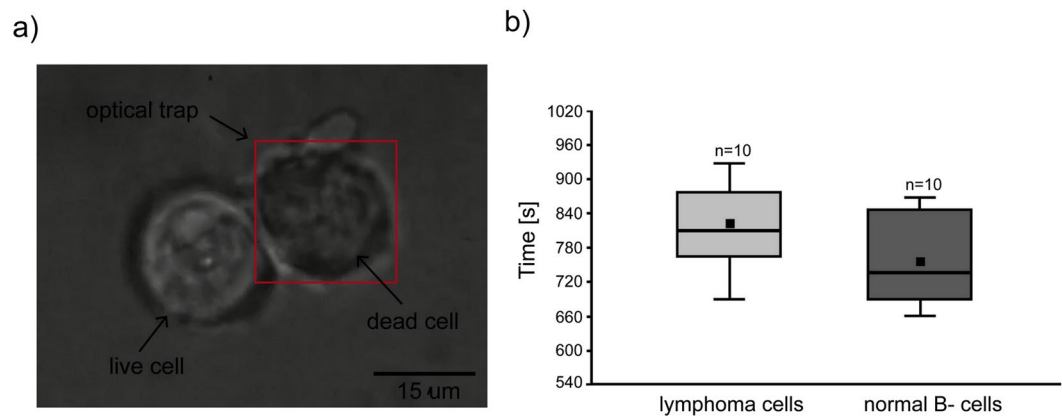 a)
optical trap
dead cell
live cell
15 um
b)
Time [s]
1020
960
900
840
780
720
660
600
540
n=10
n=10
lymphoma cells
normal B- cells